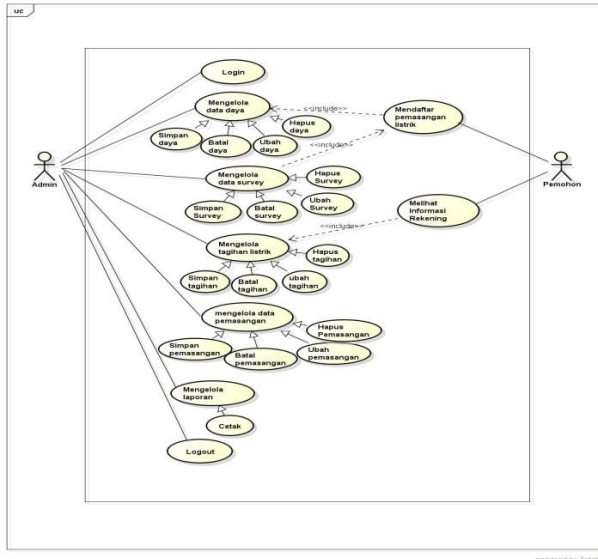 uc
Login
Mengelola
data daya
<<include>>
Mendaftar
pemasangan
listrik
Hapus
daya
Simpan
daya
Batal
daya
Ubah
daya
<<include>>
Admin
Pemohon
Mengelola
data survey
Hapus
Survey
Simpan
Survey
Batal
survey
Ubah
Survey
Melihat
Informasi
Rekening
<<include>>
Mengelola
tagihan listrik
Hapus
tagihan
Simpan
tagihan
Batal
tagihan
ubah
tagihan
mengelola data
pemasangan
Hapus
Pemasangan
Simpan
pemasangan
Batal
pemasangan
Ubah
pemasangan
Mengelola
laporan
Cetak
Logout